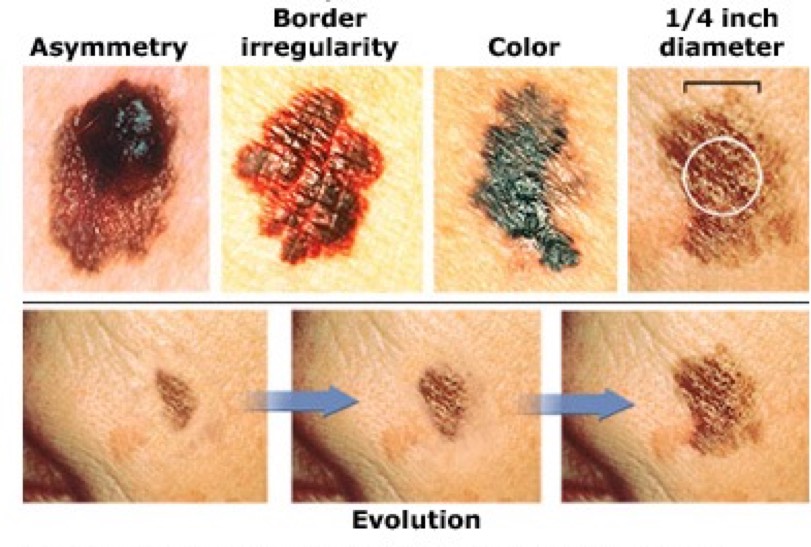 Asymmetry
Border
irregularity
Color
1/4 inch
diameter
Evolution